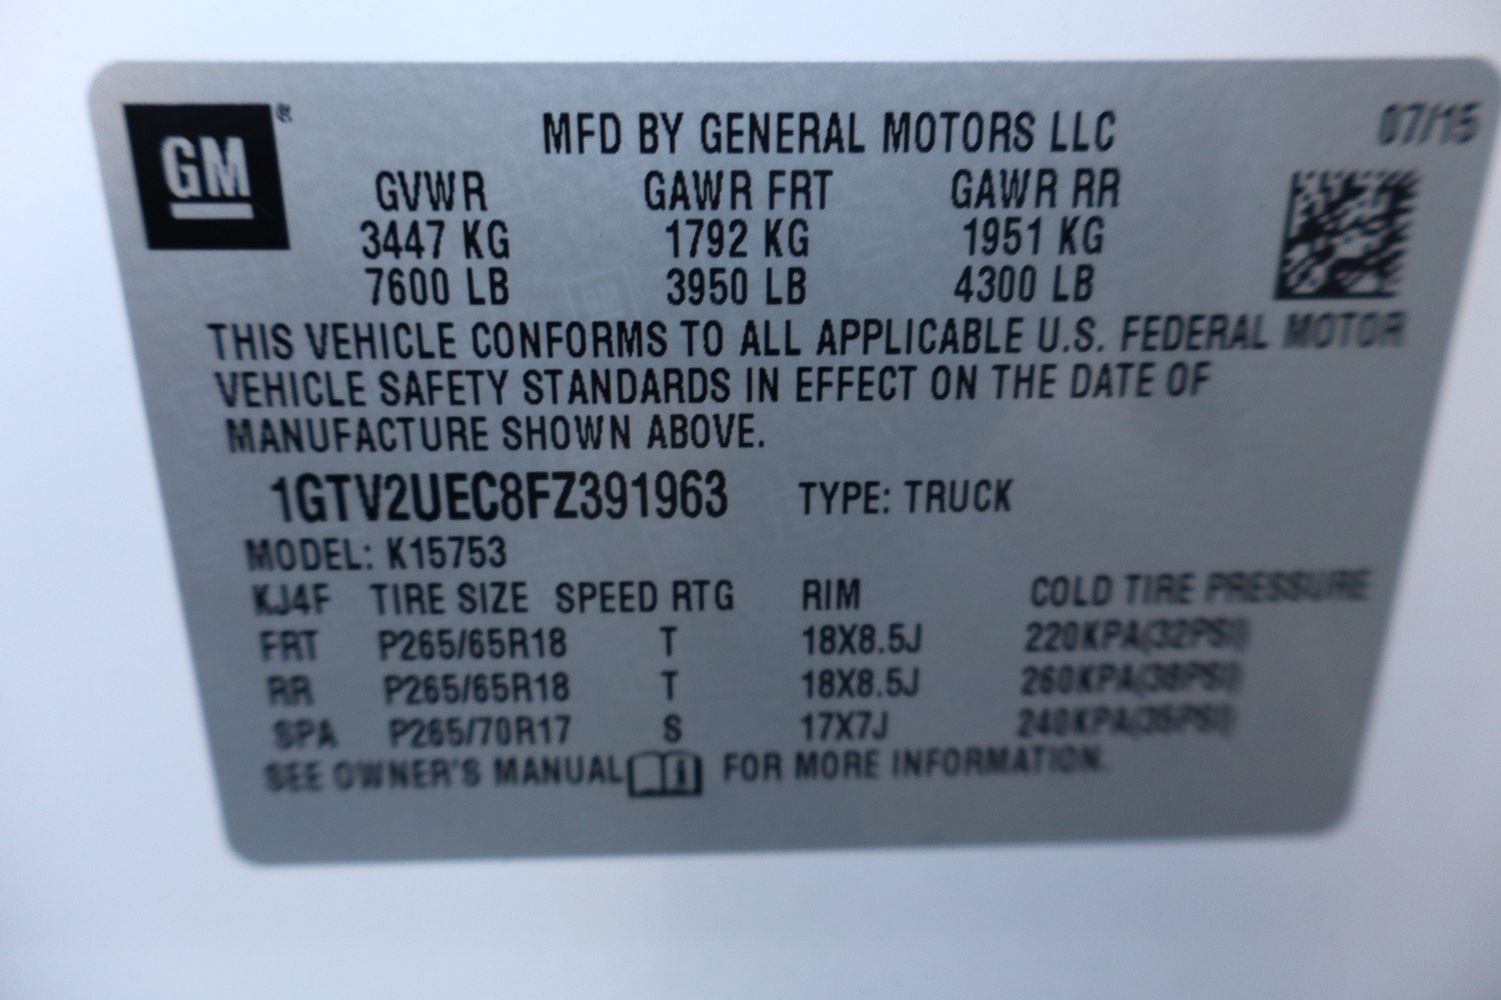 GM
MFD BY GENERAL MOTORS LLC 07/15
GVWR GAWR FRT GAWR RR
3447 KG 1792 KG 1951 KG
7600 LB 3950 LB 4300 LB
THIS VEHICLE CONFORMS TO ALL APPLICABLE U.S. FEDERAL MOTOR
VEHICLE SAFETY STANDARDS IN EFFECT ON THE DATE OF
MANUFACTURE SHOWN ABOVE.
1GTV2UEC8FZ391963 TYPE: TRUCK
MODEL: K15753
KJ4F TIRE SIZE SPEED RTG RIM COLD TIRE PRESSURE
FRT P265/65R18 T 18X8.5J 220KPA(32PSI)
RR P265/65R18 T 18X8.5J 260KPA(38PSI)
SPA P265/70R17 S 17X7J 240KPA(35PSI)
SEE OWNER'S MANUAL FOR MORE INFORMATION.